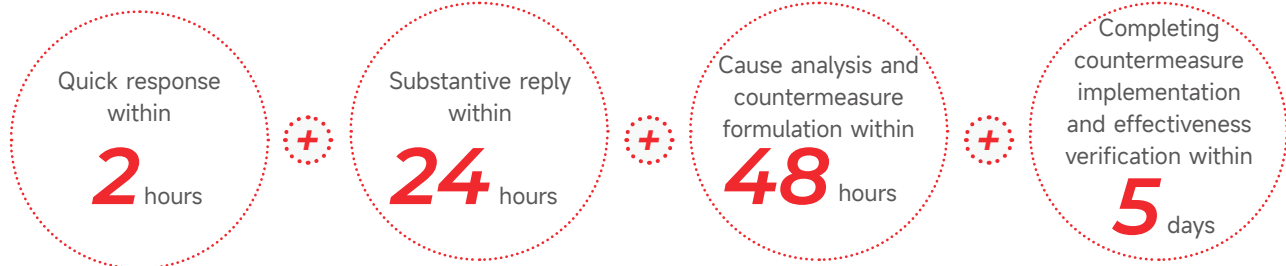 Quick response
within
2 hours
+
Substantive reply
within
24 hours
+
Cause analysis and
countermeasure
formulation within
48 hours
+
Completing
countermeasure
implementation
and effectiveness
verification within
5 days